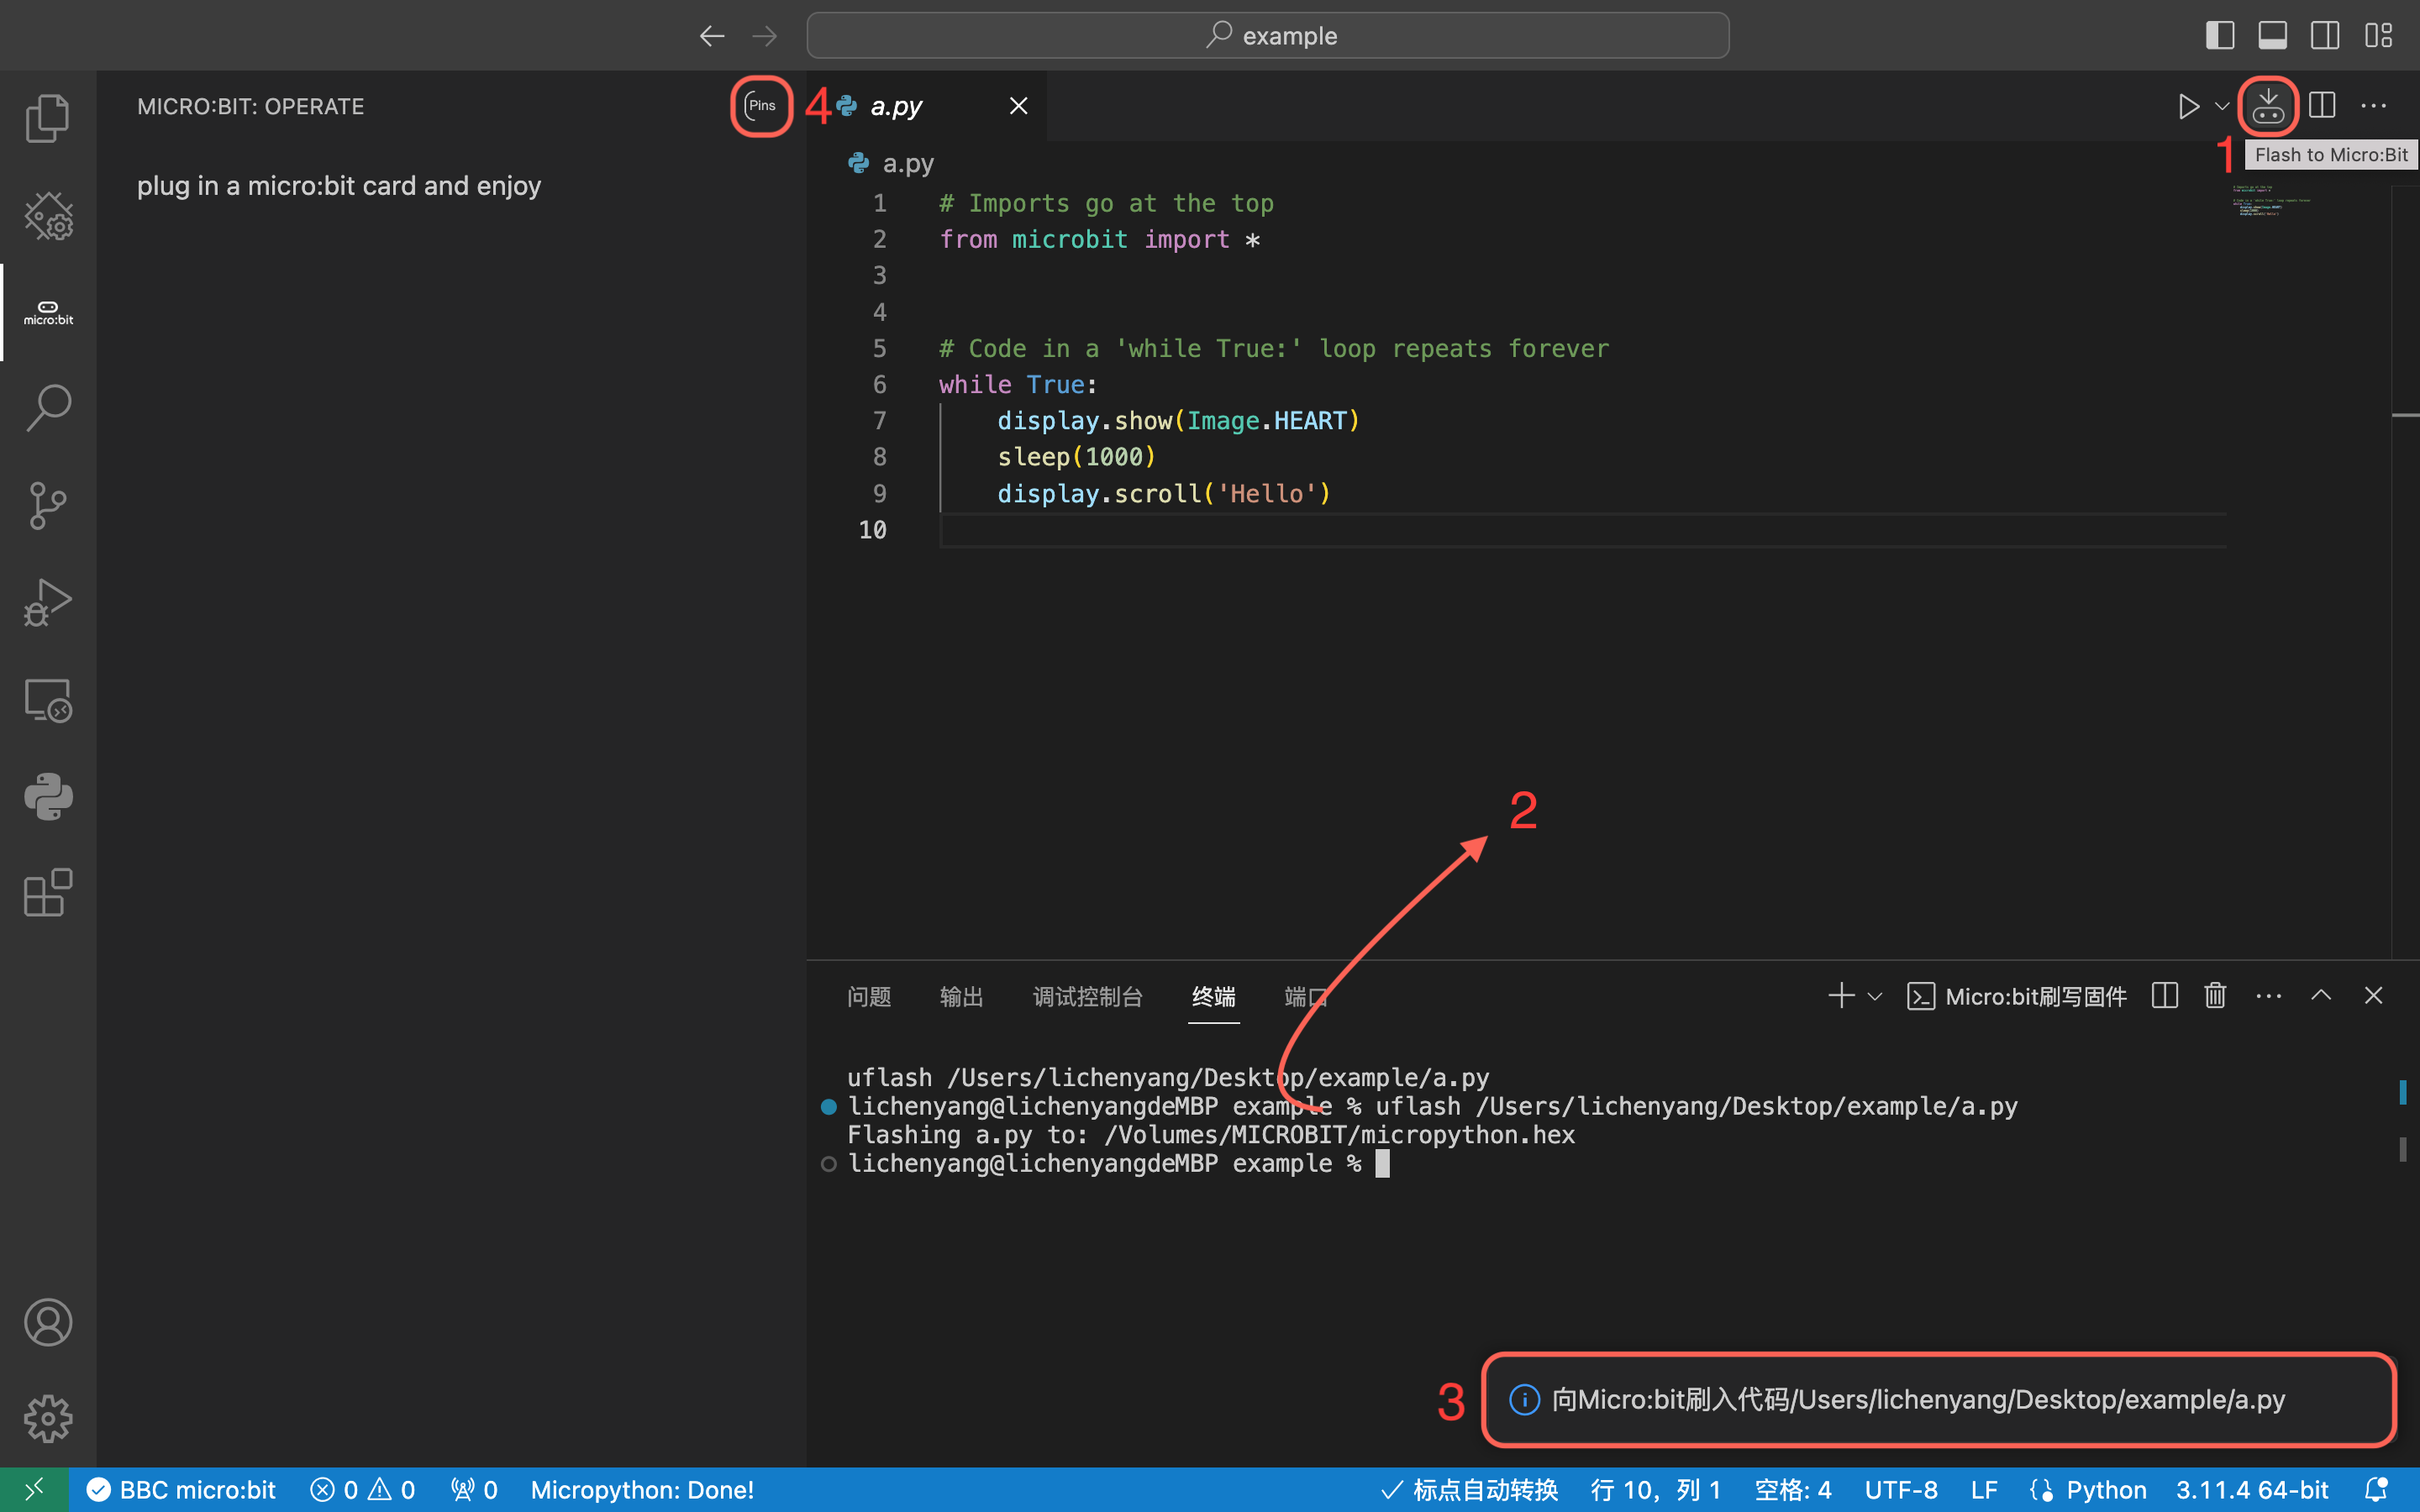 example
MICRO:BIT: OPERATE
Pins
4
a.py
1
Flash to Micro:Bit
micro:bit
plug in a micro:bit card and enjoy
a.py
1 # Imports go at the top
2 from microbit import *
3
4
5 # Code in a 'while True:' loop repeats forever
6 while True:
7 display.show(Image.HEART)
8 sleep(1000)
9 display.scroll('Hello')
10
2
问题 输出 调试控制台 终端 端口
Micro:bit刷写固件
uflash /Users/lichenyang/Desktop/example/a.py
lichenyang@lichenyangdeMBP example % uflash /Users/lichenyang/Desktop/example/a.py
Flashing a.py to: /Volumes/MICROBIT/micropython.hex
lichenyang@lichenyangdeMBP example %
3
向Micro:bit刷入代码/Users/lichenyang/Desktop/example/a.py
BBC micro:bit 0 0 0 Micropython: Done! 标点自动转换 行 10，列 1 空格: 4 UTF-8 LF Python 3.11.4 64-bit